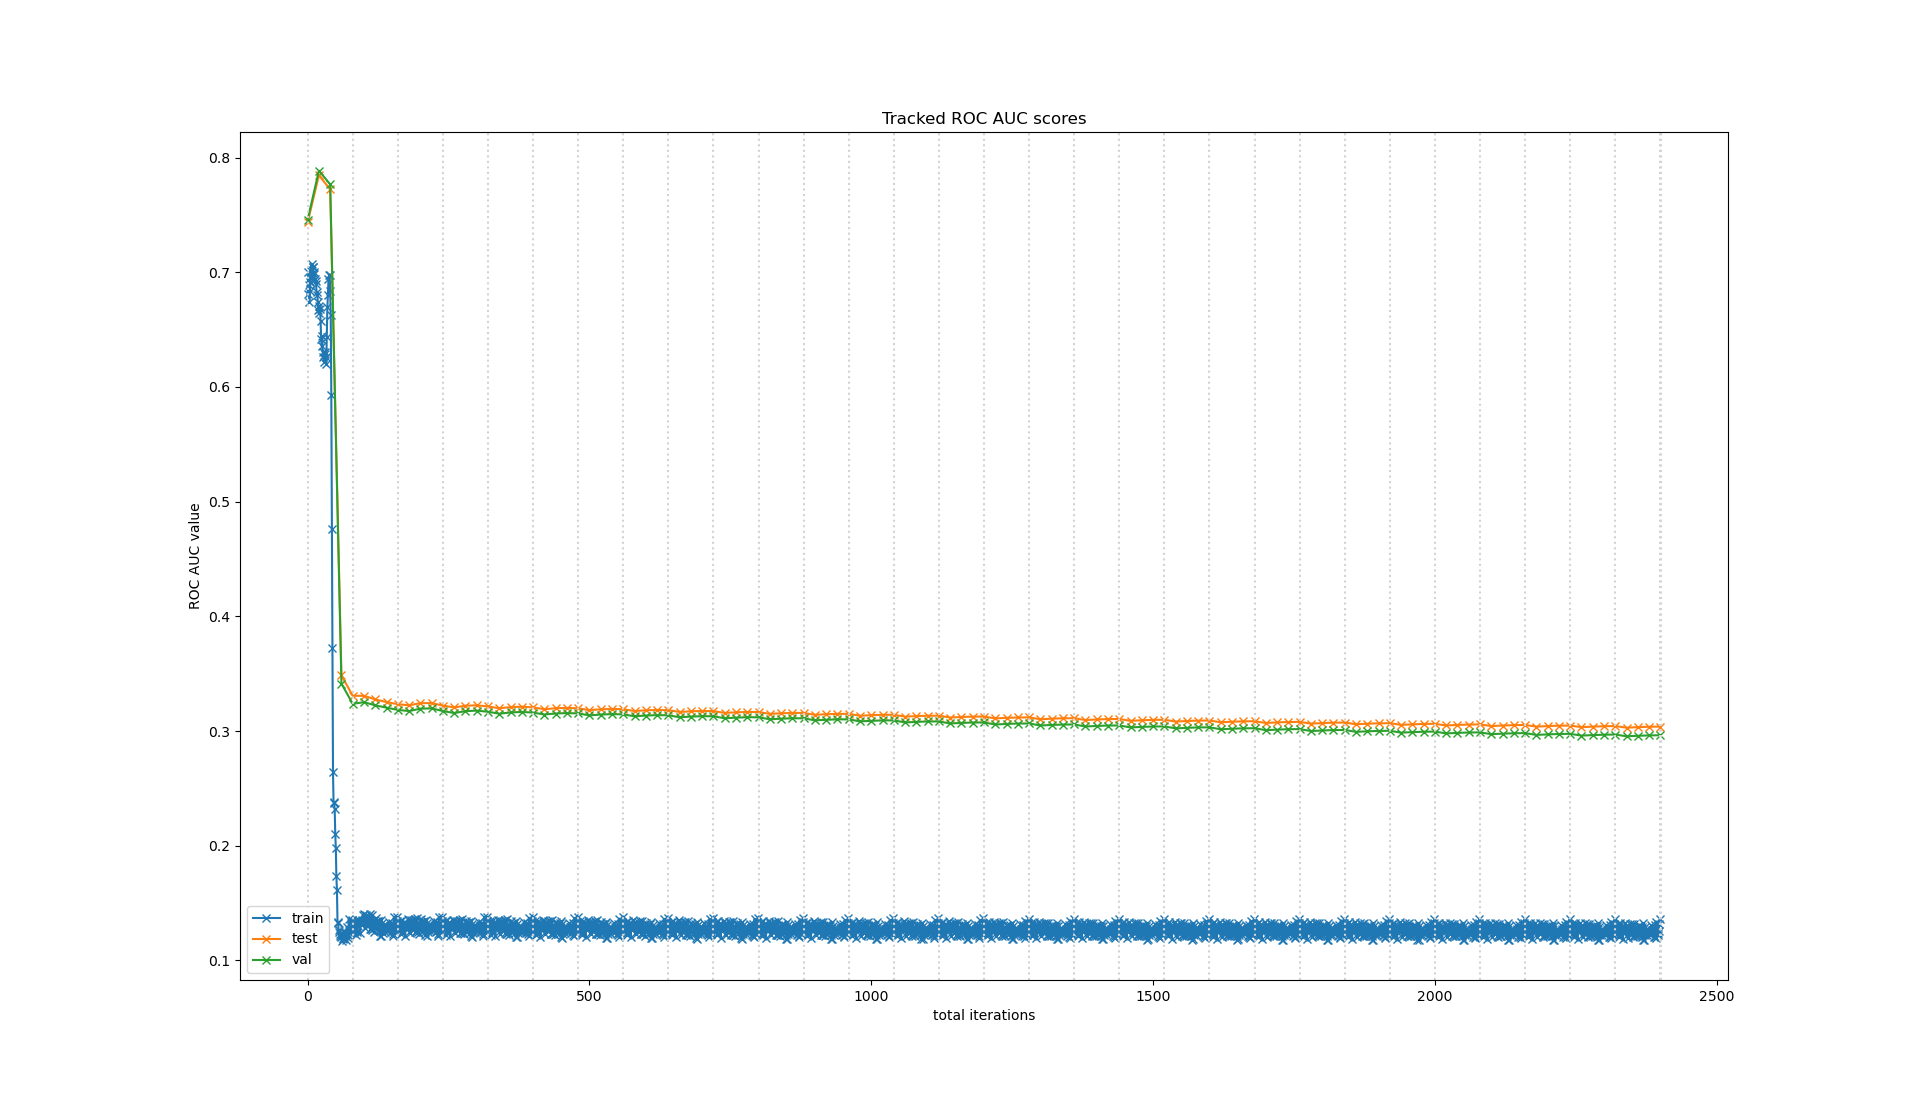 Tracked ROC AUC scores
ROC AUC value
0.8
0.7
0.6
0.5
0.4
0.3
0.2
0.1
train
test
val
0 500 1000 1500 2000 2500
total iterations